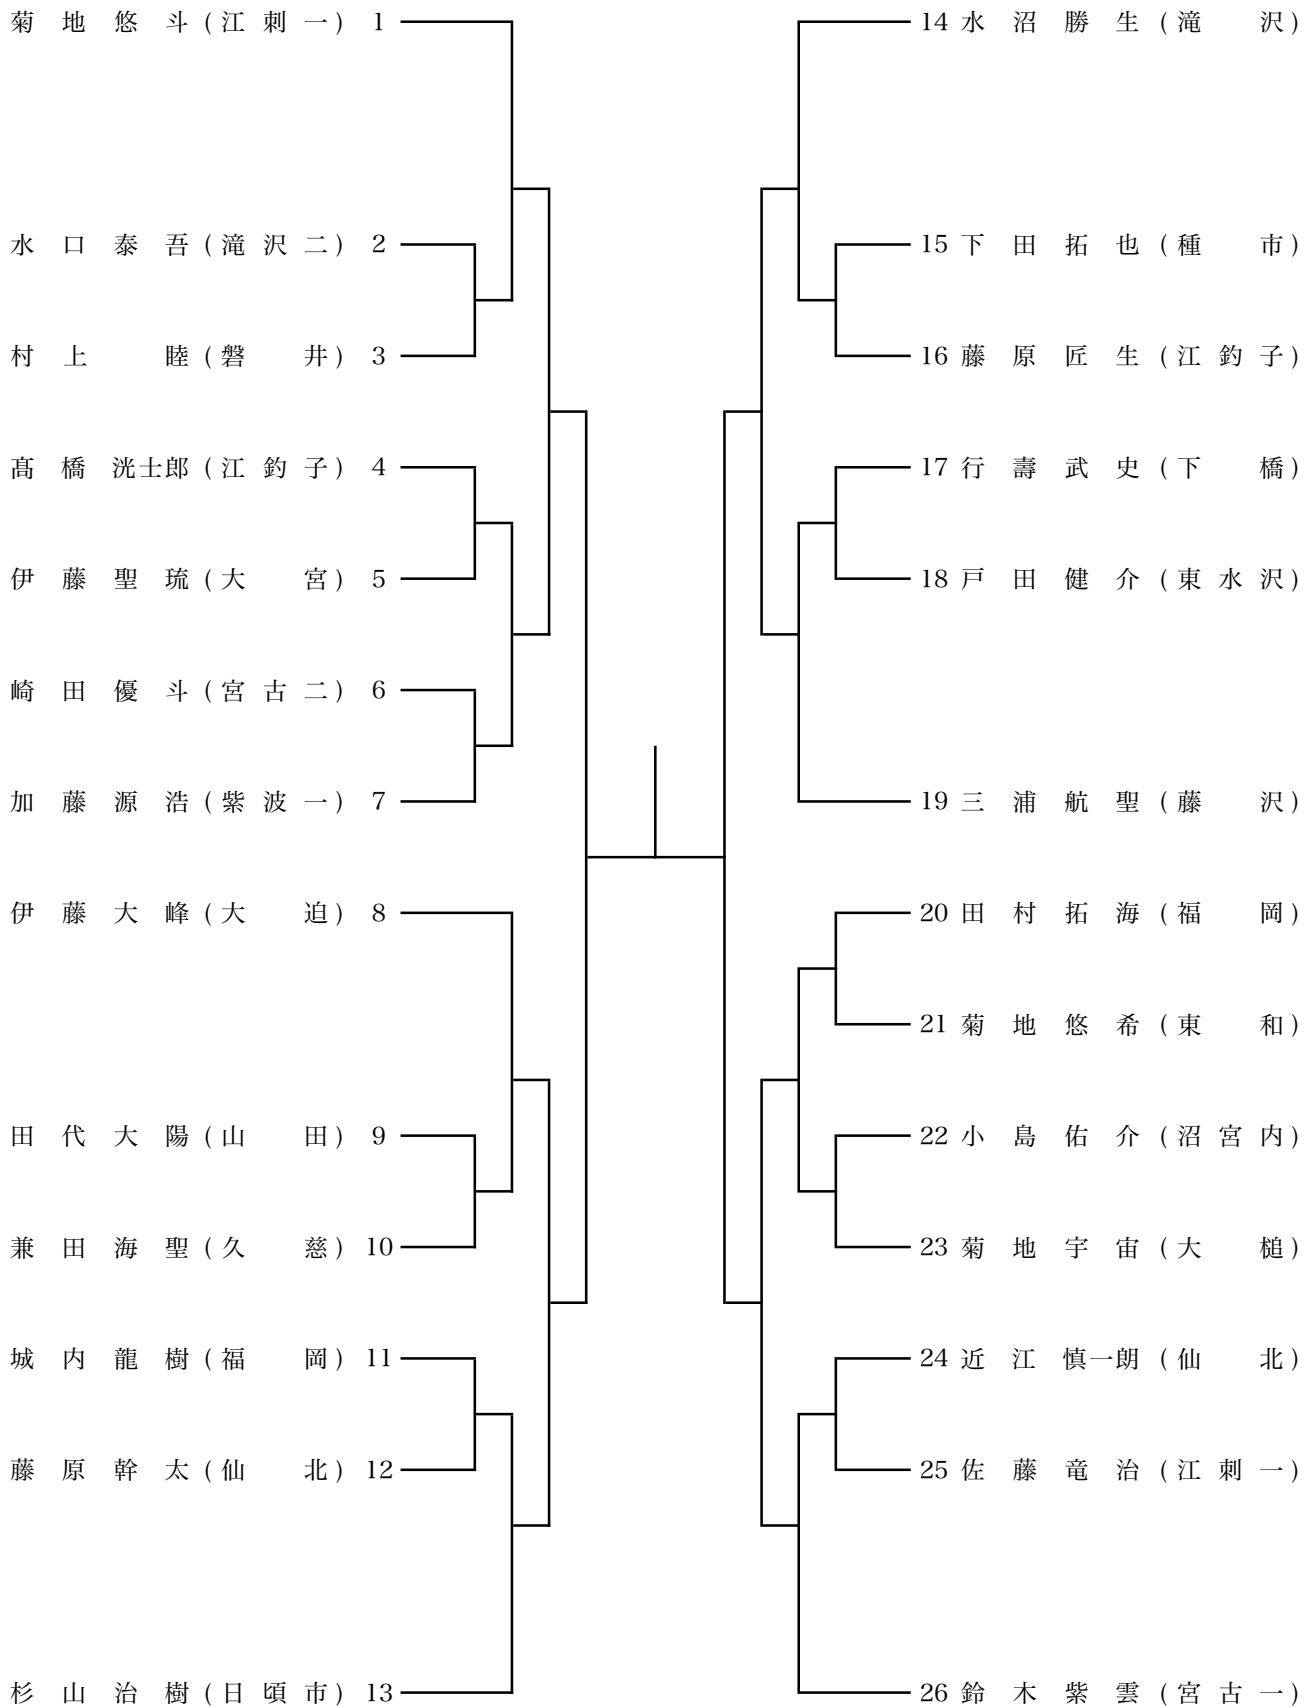 菊地悠斗(江刺一) 1
水口泰吾(滝沢二) 2
村上 睦(磐井) 3
髙橋洸士郎(江釣子) 4
伊藤聖琉(大宮) 5
崎田優斗(宮古二) 6
加藤源浩(紫波一) 7
伊藤大峰(大迫) 8
田代大陽(山田) 9
兼田海聖(久慈) 10
城内龍樹(福岡) 11
藤原幹太(仙北) 12
杉山治樹(日頃市) 13
14 水沼勝生(滝沢)
15 下田拓也(種市)
16 藤原匠生(江釣子)
17 行壽武史(下橋)
18 戸田健介(東水沢)
19 三浦航聖(藤沢)
20 田村拓海(福岡)
21 菊地悠希(東和)
22 小島佑介(沼宮内)
23 菊地宇宙(大槌)
24 近江慎一朗(仙北)
25 佐藤竜治(江刺一)
26 鈴木紫雲(宮古一)